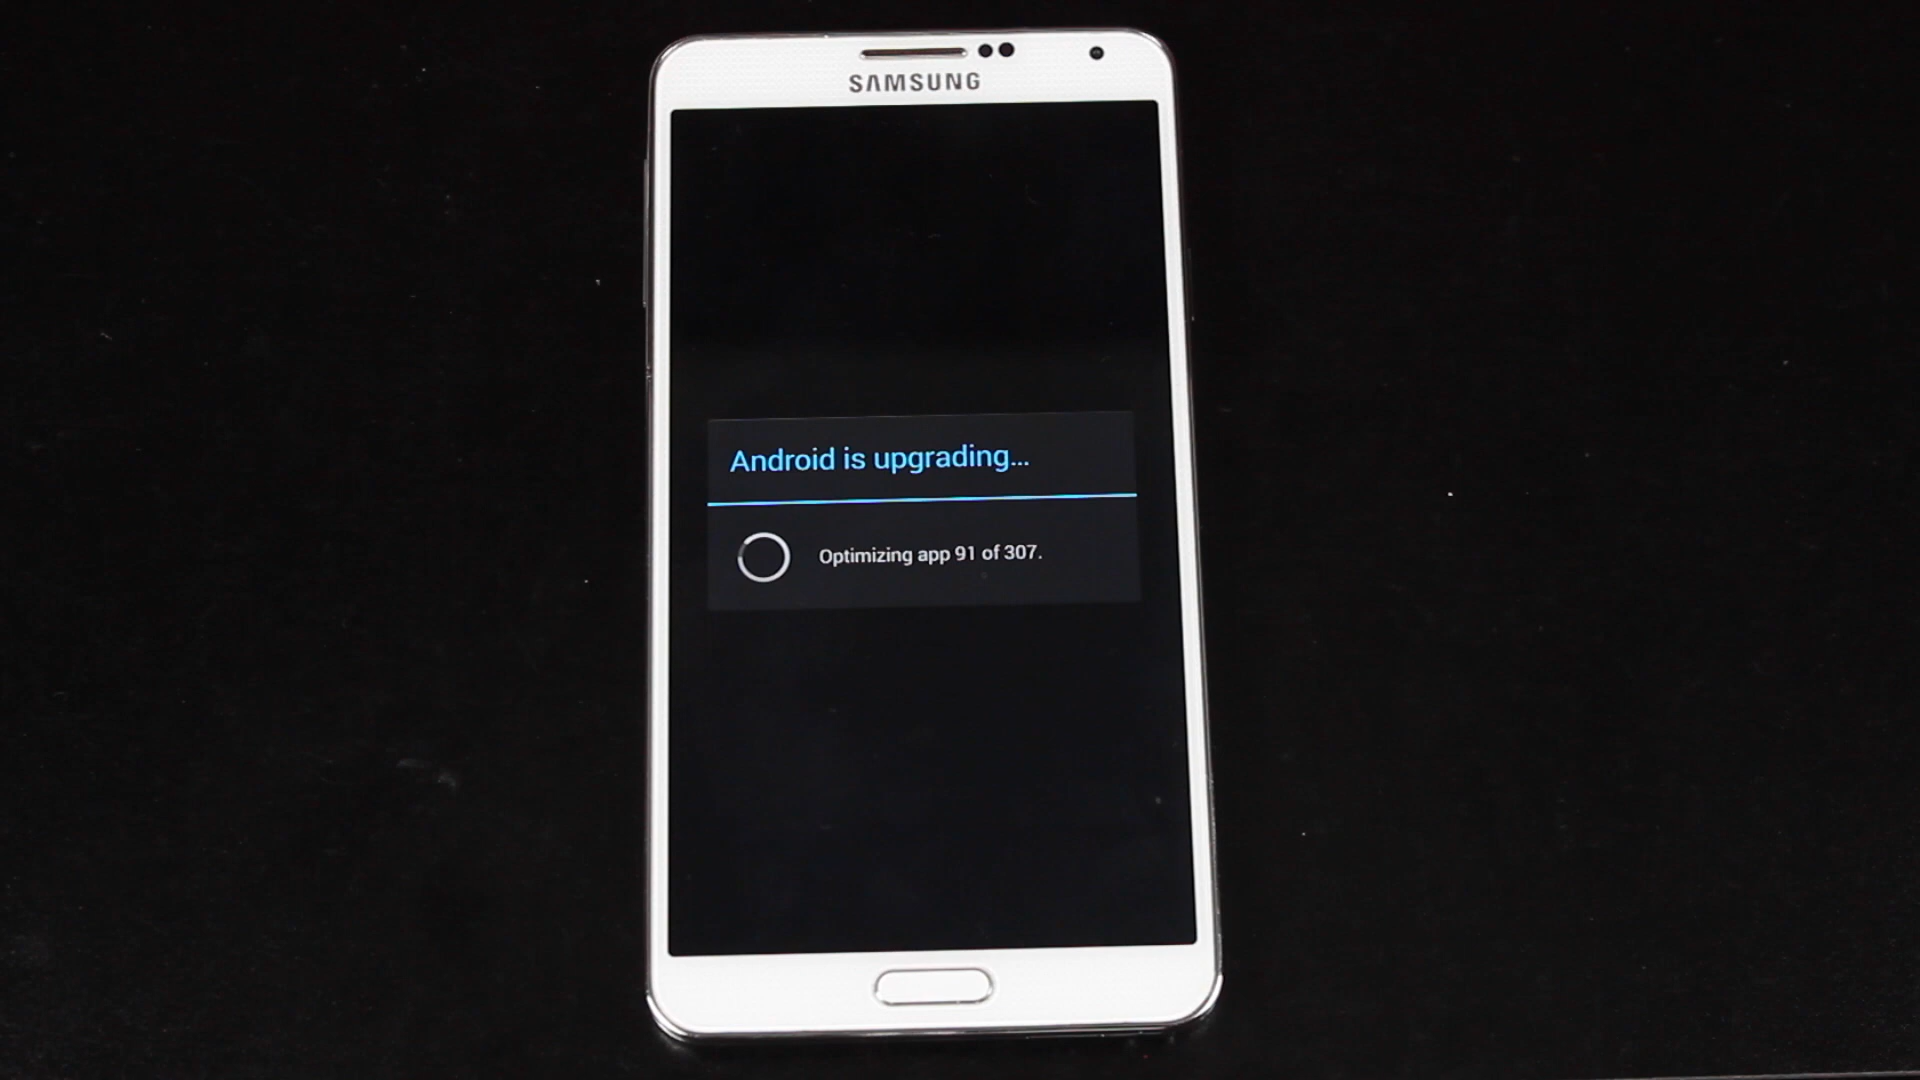 SAMSUNG
Android is upgrading...
Optimizing app 91 of 307.